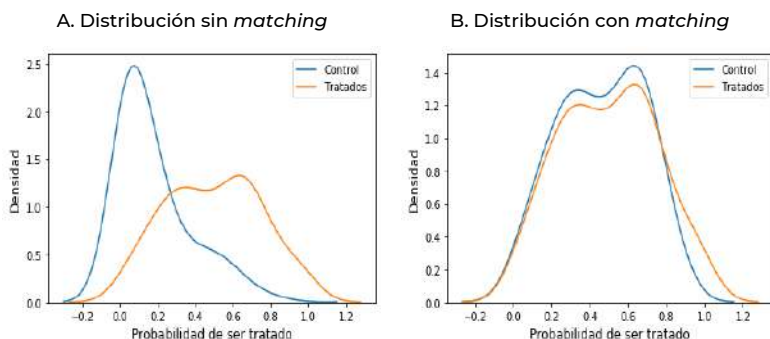 A. Distribución sin matching
2.5
2.0
1.5
1.0
0.5
0.0
Densidad
Control
Tratados
−0.2 0.0 0.2 0.4 0.6 0.8 1.0 1.2
Probabilidad de ser tratado
B. Distribución con matching
1.4
1.2
1.0
0.8
0.6
0.4
0.2
0.0
Densidad
Control
Tratados
−0.2 0.0 0.2 0.4 0.6 0.8 1.0 1.2
Probabilidad de ser tratado